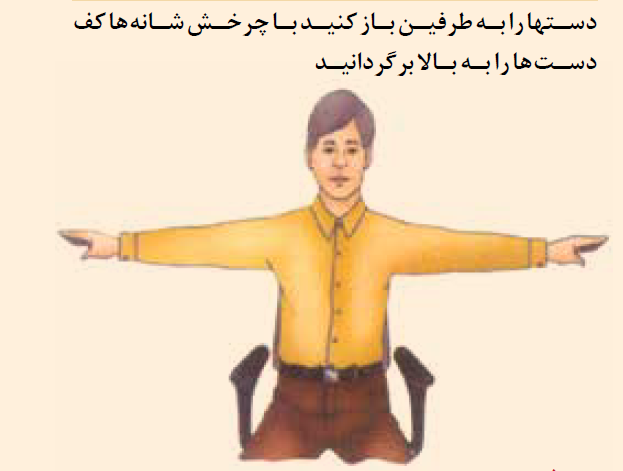 دستها را به طرفین باز کنید با چرخش شانه‌ها کف
دست‌ها را به بالا برگردانید